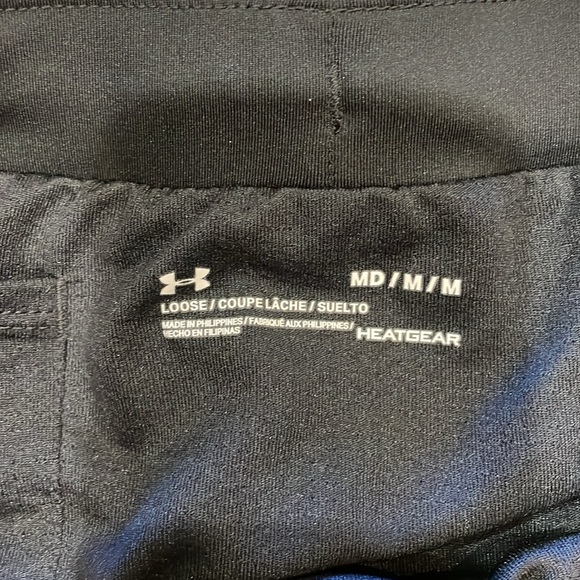 MD / M / M
LOOSE / COUPE LÂCHE / SUELTO
MADE IN PHILIPPINES / FABRIQUÉ AUX PHILIPPINES /
HECHO EN FILIPINAS
HEATGEAR